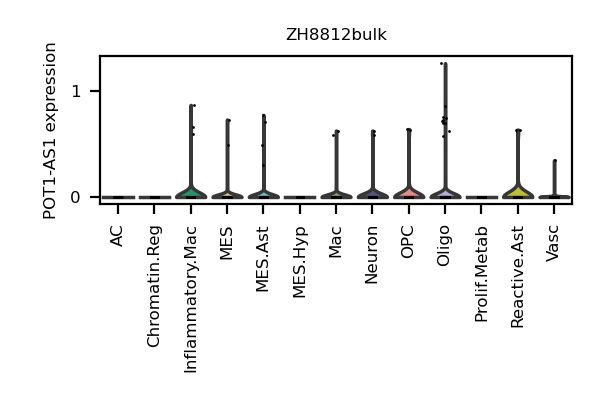 ZH8812bulk
POT1-AS1 expression
1
0
AC
Chromatin.Reg
Inflammatory.Mac
MES
MES.Ast
MES.Hyp
Mac
Neuron
OPC
Oligo
Prolif.Metab
Reactive.Ast
Vasc